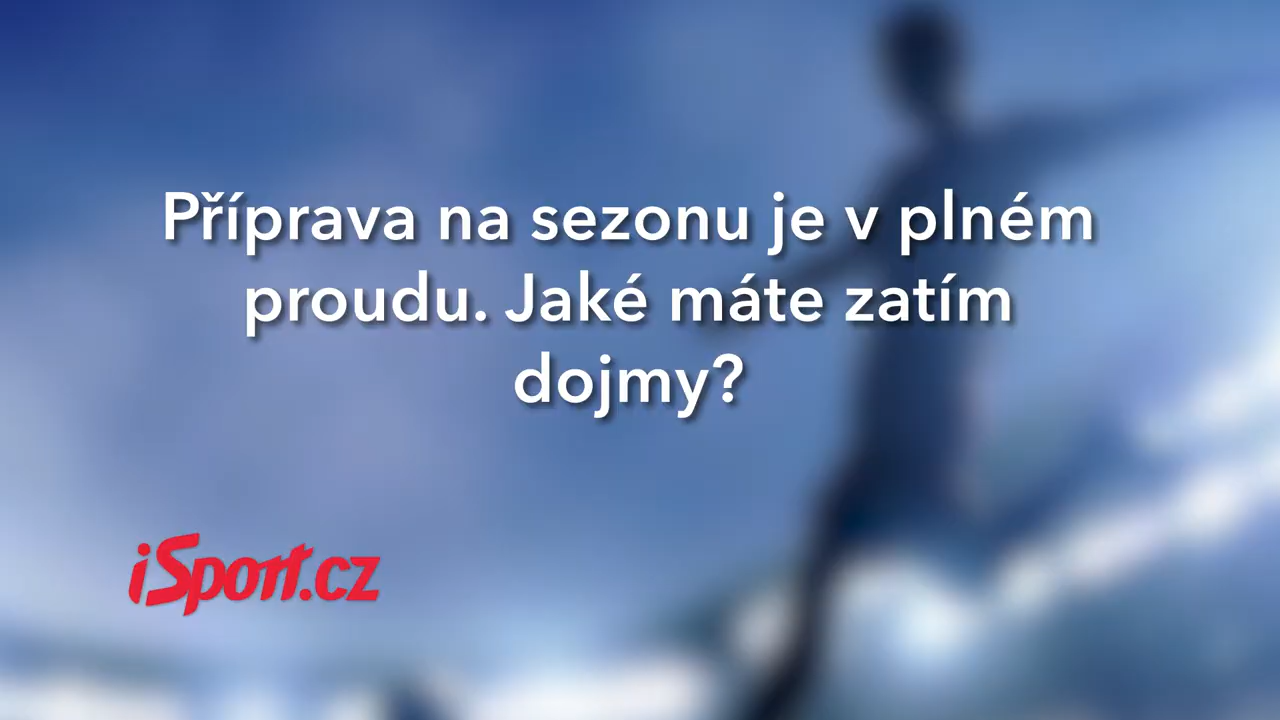 Příprava na sezonu je v plném
proudu. Jaké máte zatím
dojmy?
iSport.cz